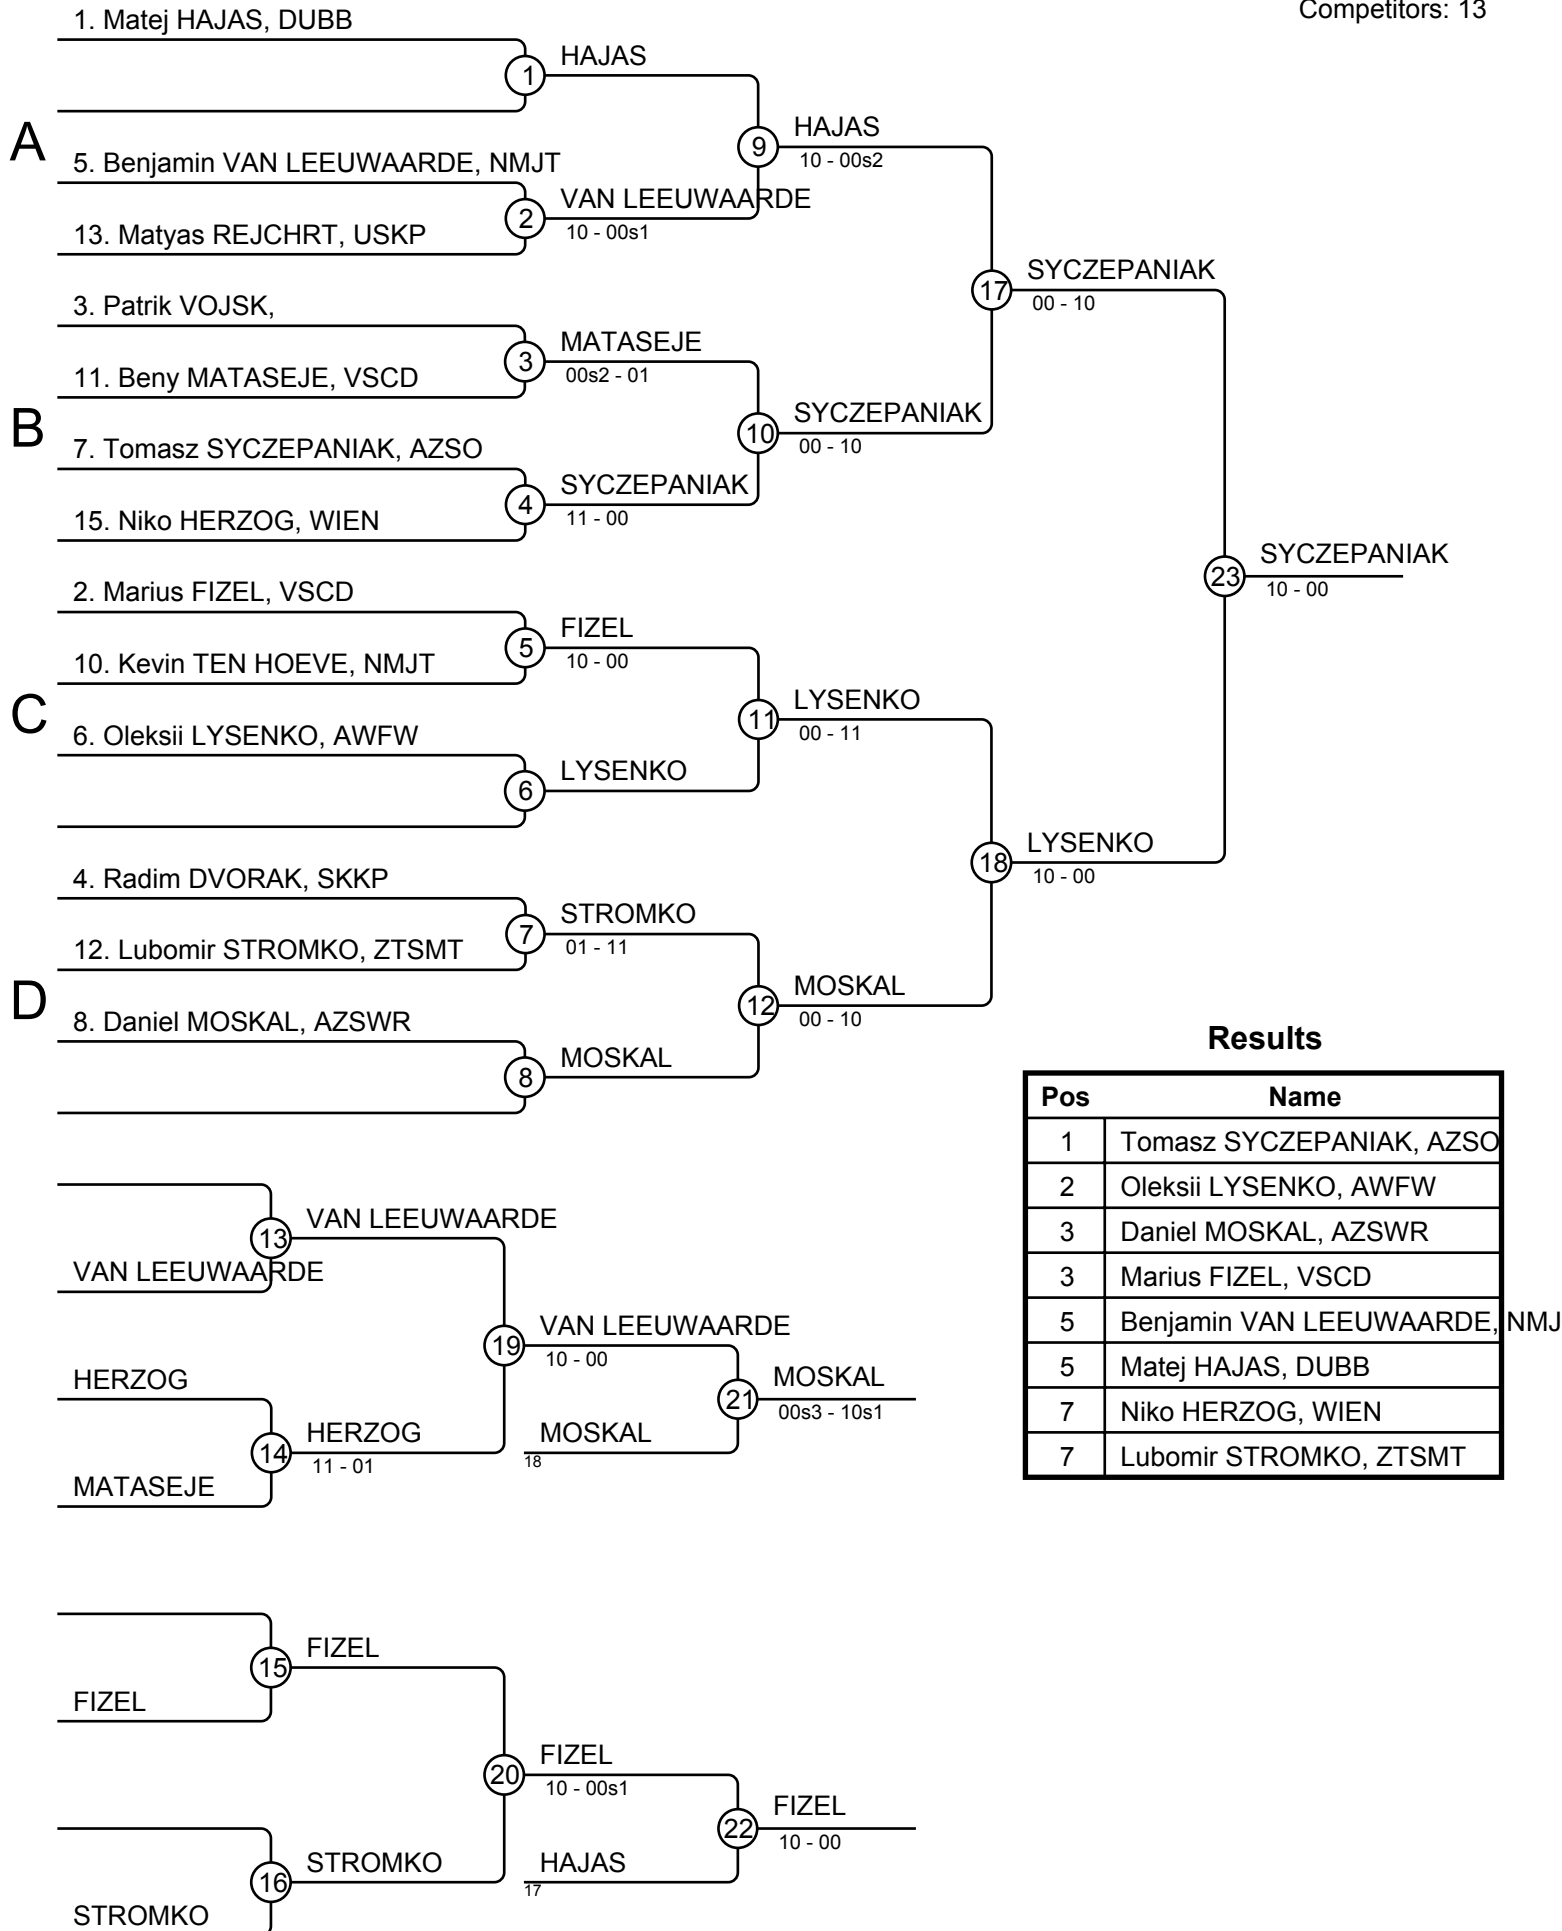 Competitors: 13
1. Matej HAJAS, DUBB
1
HAJAS
A
9
HAJAS
10 - 00s2
5. Benjamin VAN LEEUWAARDE, NMJT
2
VAN LEEUWAARDE
10 - 00s1
13. Matyas REJCHRT, USKP
17
SYCZEPANIAK
00 - 10
3. Patrik VOJSK,
3
MATASEJE
00s2 - 01
11. Beny MATASEJE, VSCD
B
10
SYCZEPANIAK
00 - 10
7. Tomasz SYCZEPANIAK, AZSO
4
SYCZEPANIAK
11 - 00
15. Niko HERZOG, WIEN
23
SYCZEPANIAK
10 - 00
2. Marius FIZEL, VSCD
5
FIZEL
10 - 00
10. Kevin TEN HOEVE, NMJT
C
11
LYSENKO
00 - 11
6. Oleksii LYSENKO, AWFW
6
LYSENKO
18
LYSENKO
10 - 00
4. Radim DVORAK, SKKP
7
STROMKO
01 - 11
12. Lubomir STROMKO, ZTSMT
D
12
MOSKAL
00 - 10
8. Daniel MOSKAL, AZSWR
8
MOSKAL
Results
Pos Name
1 Tomasz SYCZEPANIAK, AZSO
2 Oleksii LYSENKO, AWFW
3 Daniel MOSKAL, AZSWR
3 Marius FIZEL, VSCD
5 Benjamin VAN LEEUWAARDE, NMJ
5 Matej HAJAS, DUBB
7 Niko HERZOG, WIEN
7 Lubomir STROMKO, ZTSMT
13
VAN LEEUWAARDE
VAN LEEUWAARDE
19
VAN LEEUWAARDE
10 - 00
HERZOG
14
HERZOG
11 - 01
MATASEJE
21
MOSKAL
00s3 - 10s1
MOSKAL
18
15
FIZEL
FIZEL
20
FIZEL
10 - 00s1
22
FIZEL
10 - 00
16
STROMKO
HAJAS
17
STROMKO